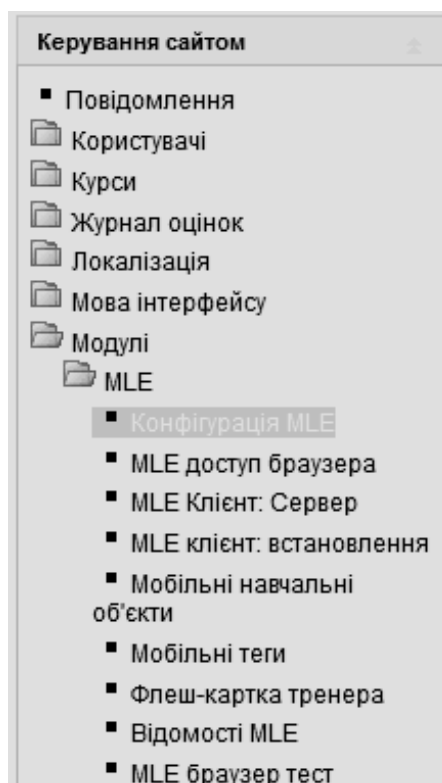 Керування сайтом
Повідомлення
Користувачі
Курси
Журнал оцінок
Локалізація
Мова інтерфейсу
Модулі
MLE
Конфігурація MLE
MLE доступ браузера
MLE Клієнт: Сервер
MLE клієнт: встановлення
Мобільні навчальні
об'єкти
Мобільні теги
Флеш-картка тренера
Відомості MLE
MLE браузер тест